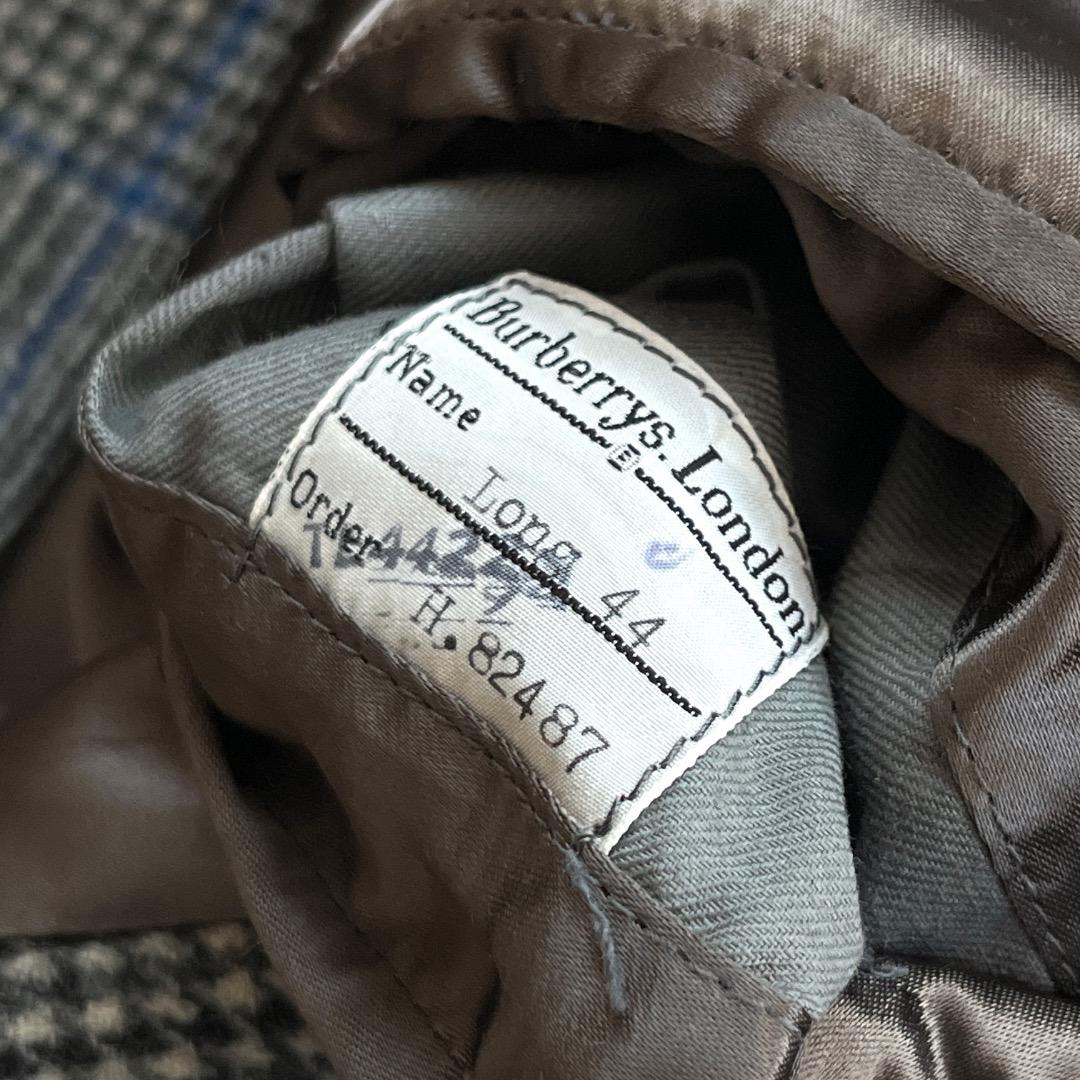 Burberrys. London
E
Name
Long 44
Order
H. 82487